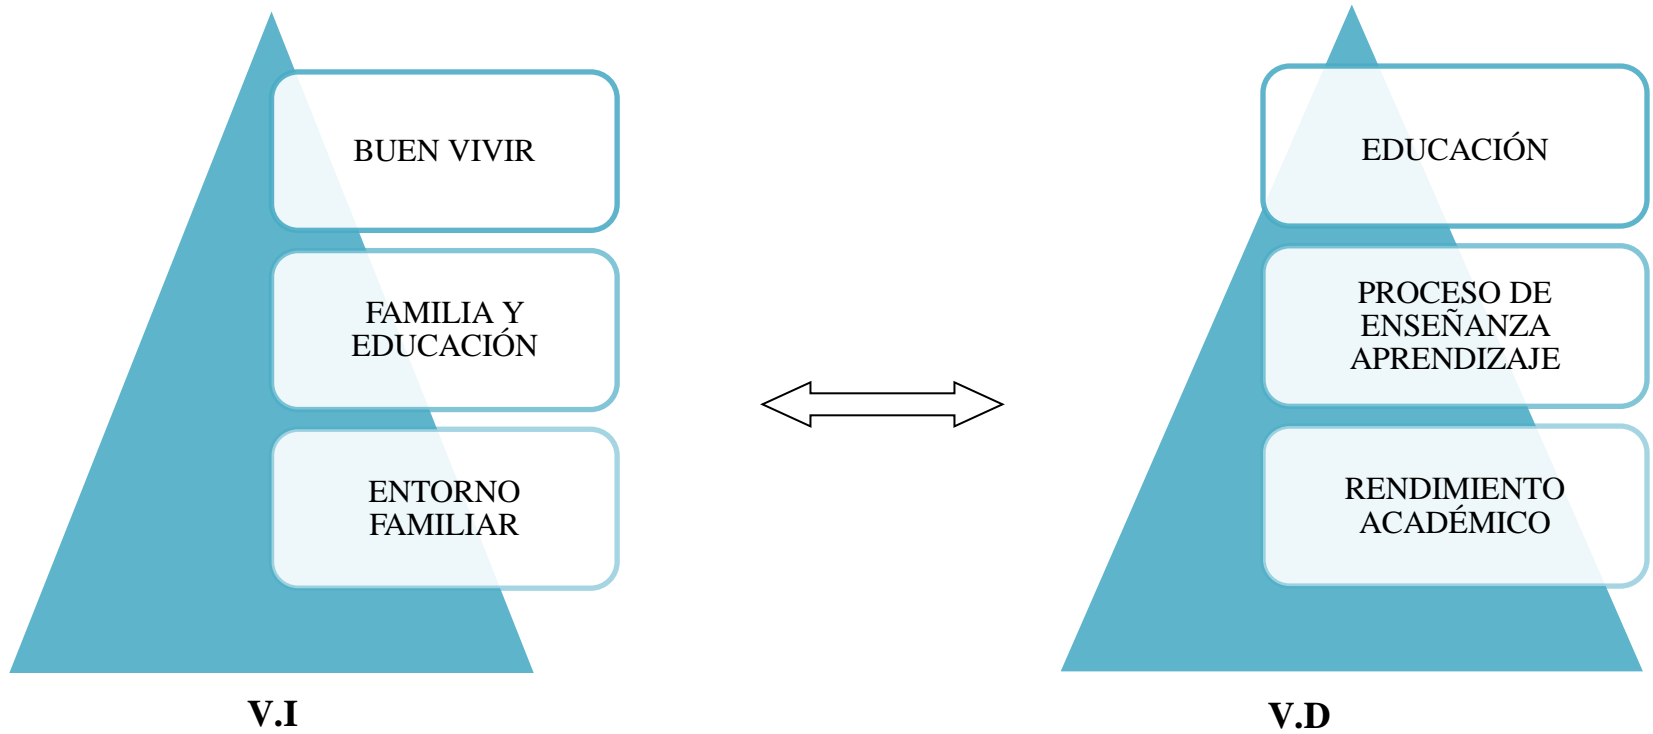 BUEN VIVIR
FAMILIA Y
EDUCACIÓN
ENTORNO
FAMILIAR
V.I
EDUCACIÓN
PROCESO DE
ENSEÑANZA
APRENDIZAJE
RENDIMIENTO
ACADÉMICO
V.D